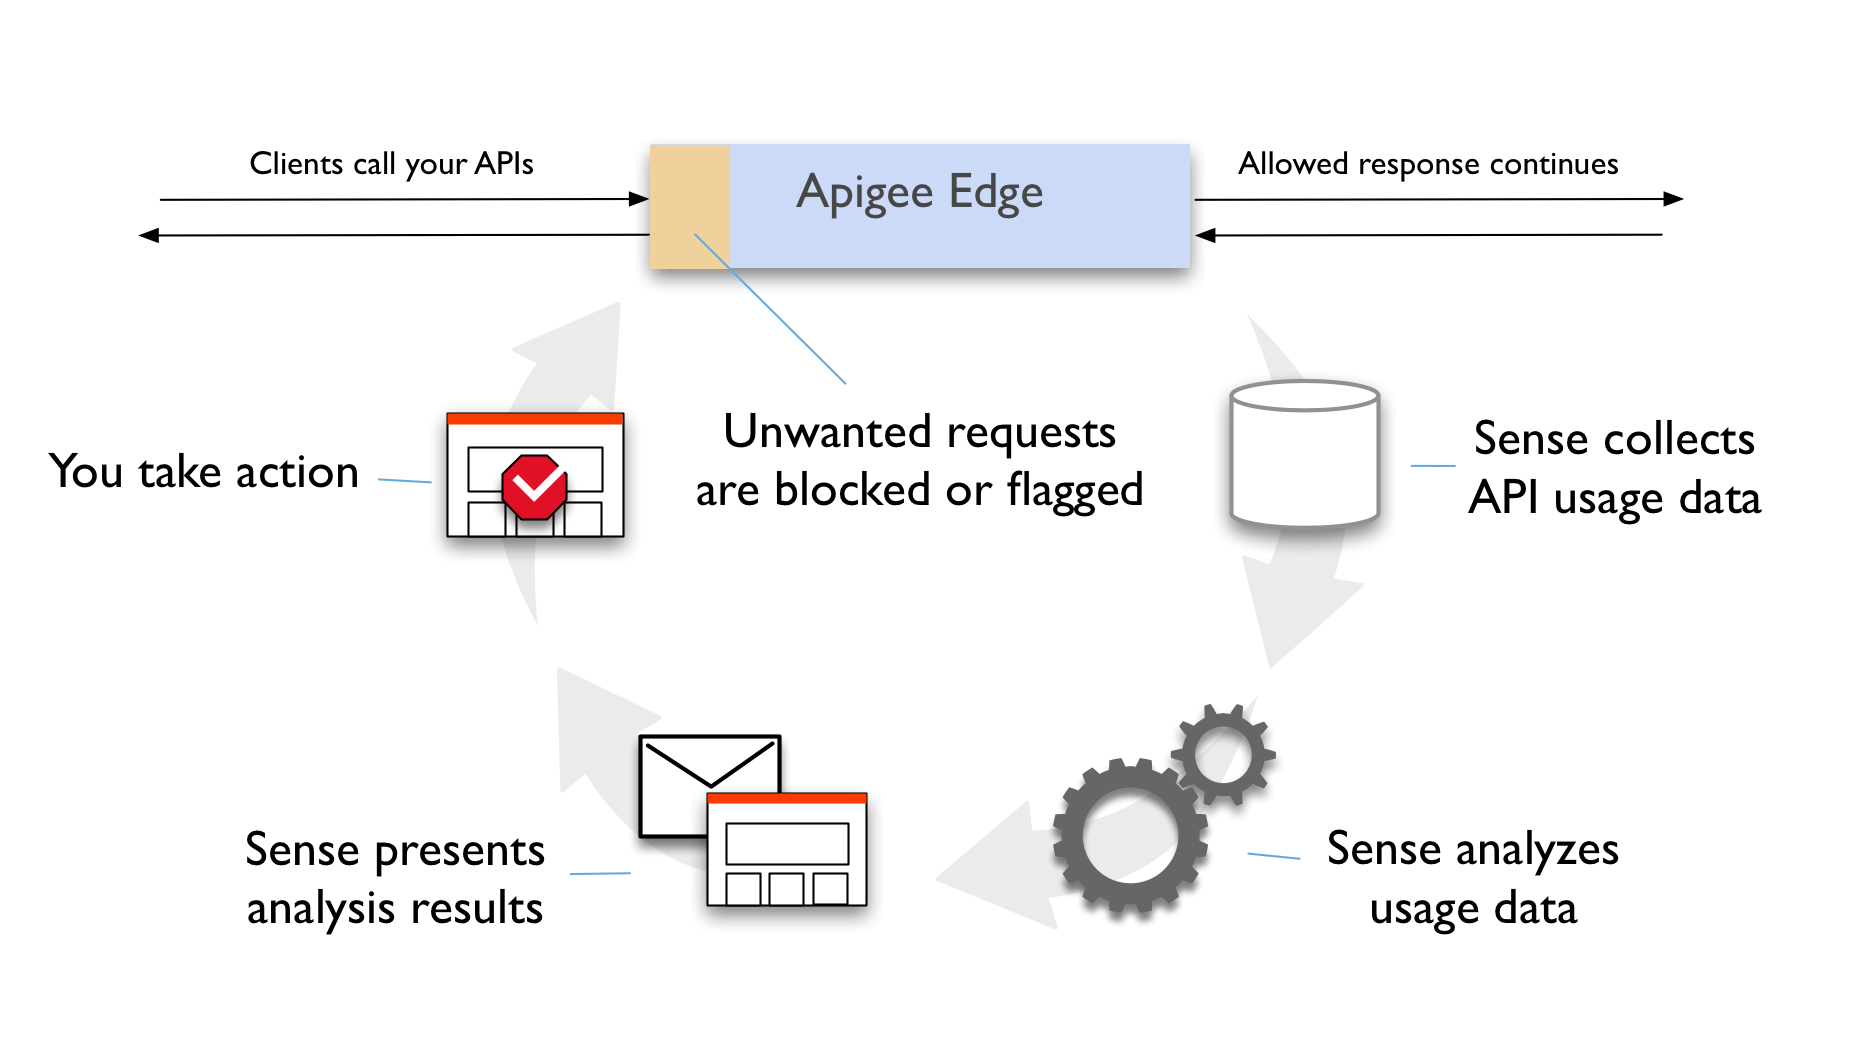 Clients call your APIs
Apigee Edge
Allowed response continues
Unwanted requests
are blocked or flagged
You take action
Sense collects
API usage data
Sense presents
analysis results
Sense analyzes
usage data